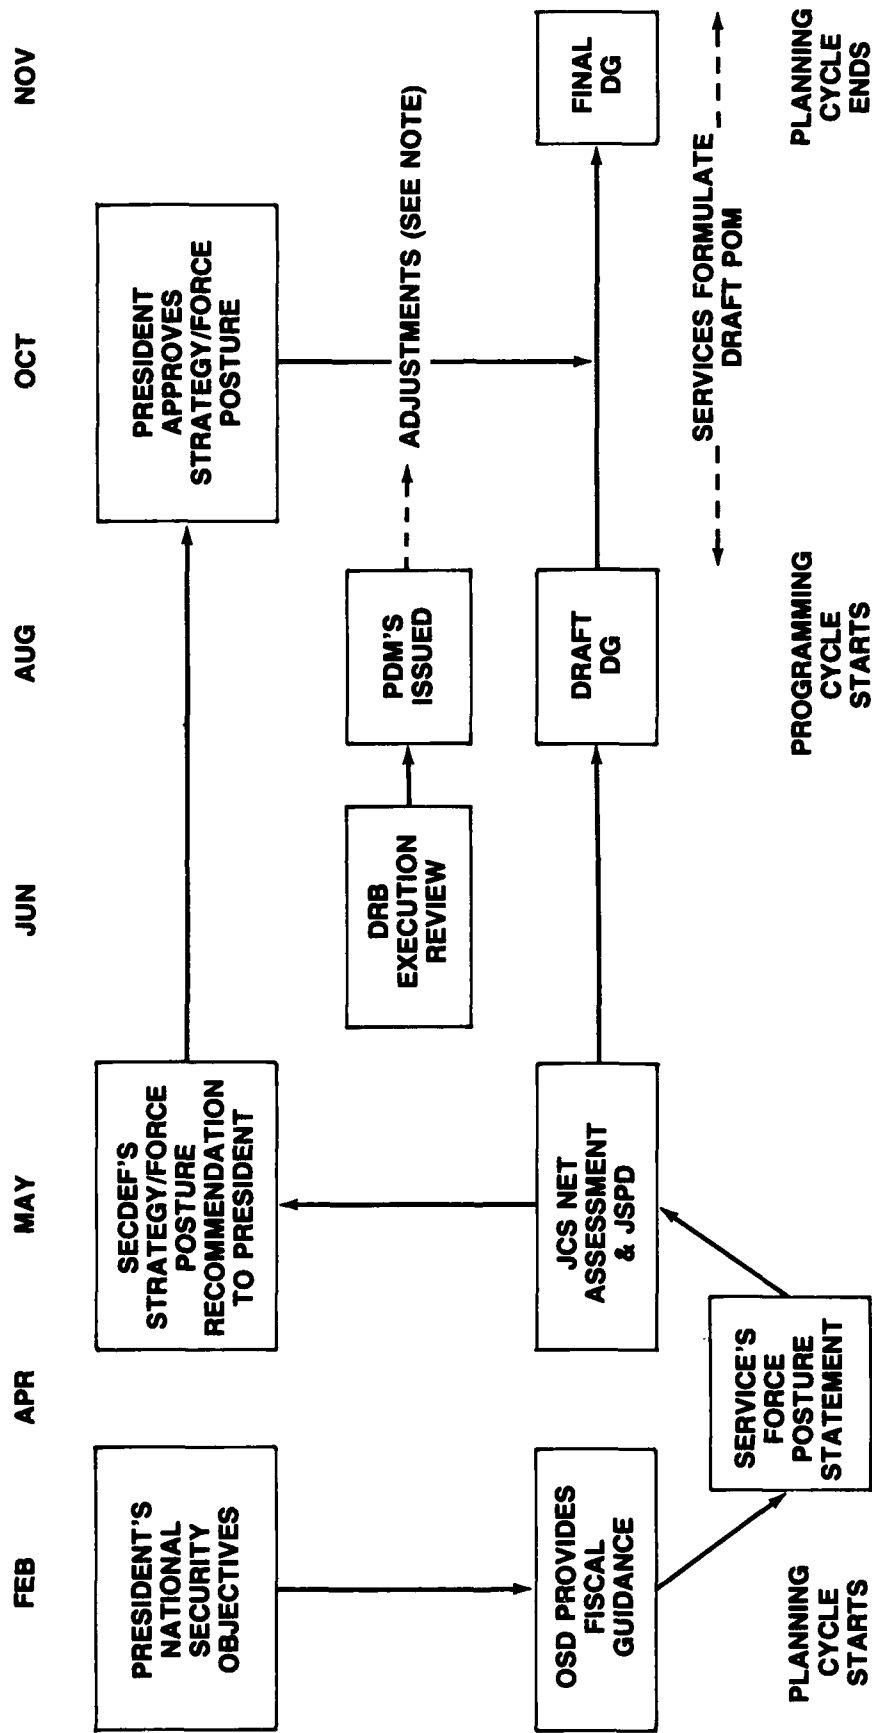 FEB
APR
MAY
JUN
AUG
OCT
NOV
PRESIDENT'S
NATIONAL
SECURITY
OBJECTIVES
SECDEF'S
STRATEGY/FORCE
POSTURE
RECOMMENDATION
TO PRESIDENT
PRESIDENT
APPROVES
STRATEGY/FORCE
POSTURE
DRB
EXECUTION
REVIEW
PDM'S
ISSUED
ADJUSTMENTS (SEE NOTE)
OSD PROVIDES
FISCAL
GUIDANCE
JCS NET
ASSESSMENT
& JSPD
DRAFT
DG
FINAL
DG
SERVICE'S
FORCE
POSTURE
STATEMENT
SERVICES FORMULATE
DRAFT POM
PLANNING
CYCLE
STARTS
PROGRAMMING
CYCLE
STARTS
PLANNING
CYCLE
ENDS